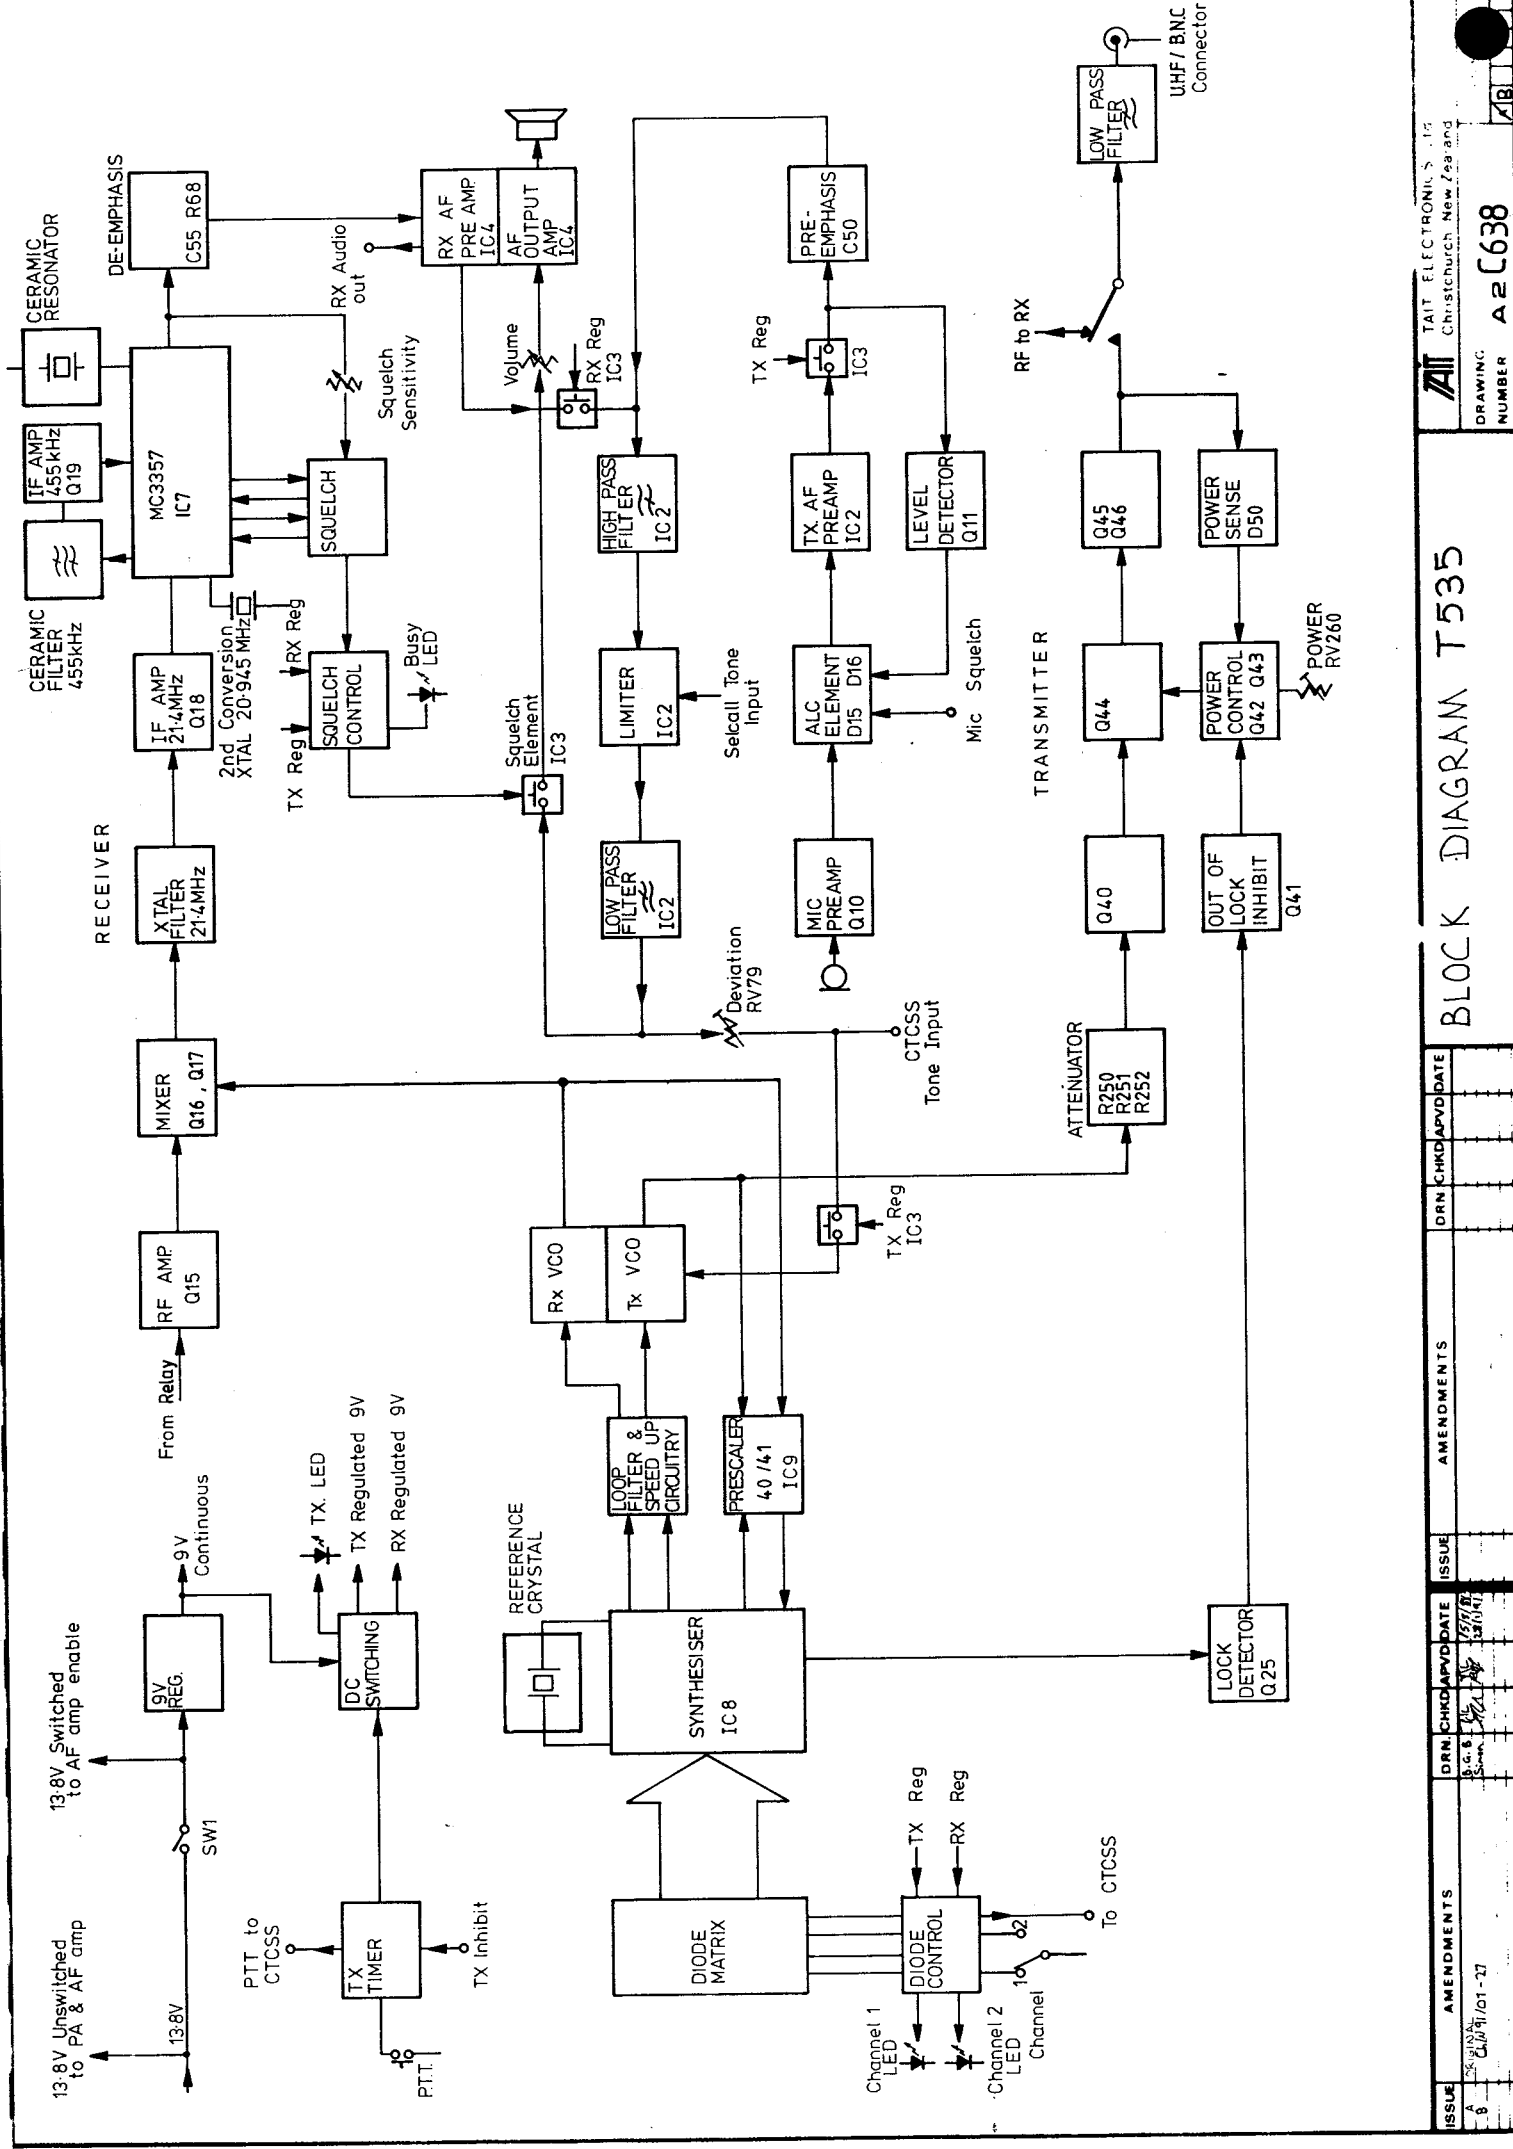 13·8V Unswitched
to PA & AF amp
13·8V Switched
to AF amp enable
13·8V
SW1
9V
REG.
9V
Continuous
PTT to
CTCSS
TX
TIMER
P.T.T.
TX Inhibit
DC
SWITCHING
TX. LED
TX Regulated 9V
RX Regulated 9V
RECEIVER
From Relay
RF AMP.
Q15
MIXER
Q16 , Q17
XTAL
FILTER
21·4MHz
IF AMP
21·4MHz
Q18
CERAMIC
FILTER
455kHz
IF AMP
455kHz
Q19
CERAMIC
RESONATOR
MC3357
IC7
DE-EMPHASIS
C55 R68
2nd Conversion
XTAL 20·945MHz
TX Reg
RX Reg
SQUELCH
CONTROL
Busy
LED
SQUELCH
Squelch
Sensitivity
RX Audio
out
RX AF
PRE AMP.
IC4
AF
OUTPUT
AMP
IC4
Squelch
Element
IC3
Volume
RX Reg
IC3
HIGH PASS
FILTER
IC2
LIMITER
IC2
Selcall Tone
Input
LOW PASS
FILTER
IC2
Deviation
RV79
CTCSS
Tone Input
MIC
PREAMP
Q10
ALC
ELEMENT
D15 D16
Mic Squelch
TX AF
PREAMP
IC2
LEVEL
DETECTOR
Q11
TX Reg
IC3
PRE-
EMPHASIS
C50
REFERENCE
CRYSTAL
SYNTHESISER
IC8
LOOP
FILTER &
SPEED UP
CIRCUITRY
PRESCALER
40/41
IC9
Rx VCO
Tx VCO
TX Reg
IC3
DIODE
MATRIX
DIODE
CONTROL
TX Reg
RX Reg
Channel 1
LED
Channel 2
LED
Channel
1
2
To CTCSS
LOCK
DETECTOR
Q25
TRANSMITTER
ATTENUATOR
R250
R251
R252
Q40
Q44
Q45
Q46
OUT OF
LOCK
INHIBIT
Q41
POWER
CONTROL
Q42 Q43
POWER
RV260
POWER
SENSE
D50
RF to RX
LOW PASS
FILTER
U.H.F/ B.N.C
Connector
ISSUE AMENDMENTS DRN. CHKD APVD DATE
A ORIGINAL B.G.B.
B Simon
ISSUE AMENDMENTS DRN CHKD APVD DATE
BLOCK DIAGRAM T535
TAIT
TAIT ELECTRONICS
Christchurch New Zealand
DRAWING
NUMBER
A2C638
A B